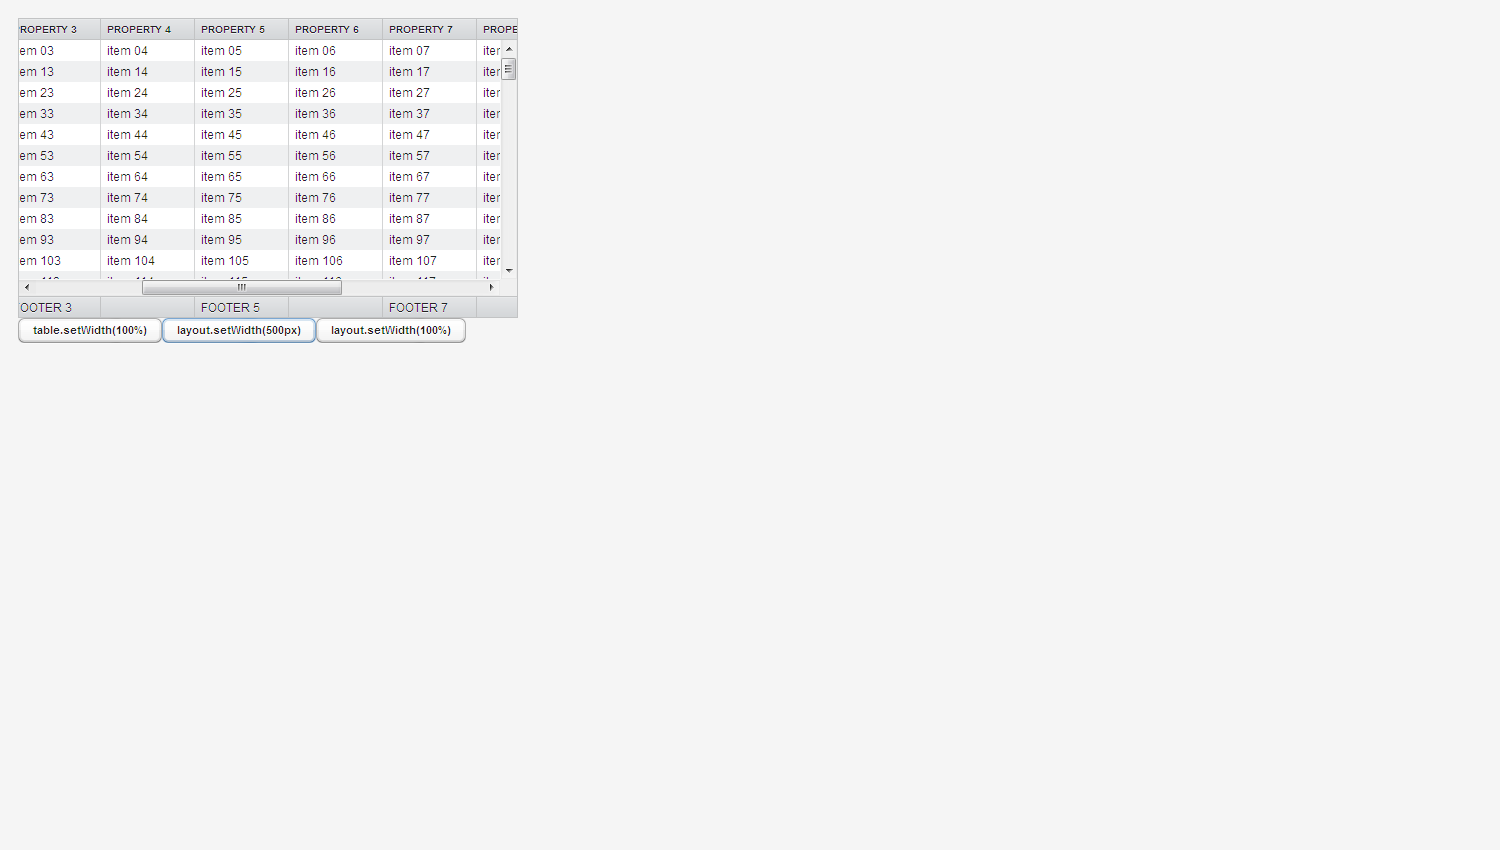 ROPERTY 3 PROPERTY 4 PROPERTY 5 PROPERTY 6 PROPERTY 7 PROPE
em 03 item 04 item 05 item 06 item 07 iter
em 13 item 14 item 15 item 16 item 17 iter
em 23 item 24 item 25 item 26 item 27 iter
em 33 item 34 item 35 item 36 item 37 iter
em 43 item 44 item 45 item 46 item 47 iter
em 53 item 54 item 55 item 56 item 57 iter
em 63 item 64 item 65 item 66 item 67 iter
em 73 item 74 item 75 item 76 item 77 iter
em 83 item 84 item 85 item 86 item 87 iter
em 93 item 94 item 95 item 96 item 97 iter
em 103 item 104 item 105 item 106 item 107 iter
OOTER 3 FOOTER 5 FOOTER 7
table.setWidth(100%) layout.setWidth(500px) layout.setWidth(100%)